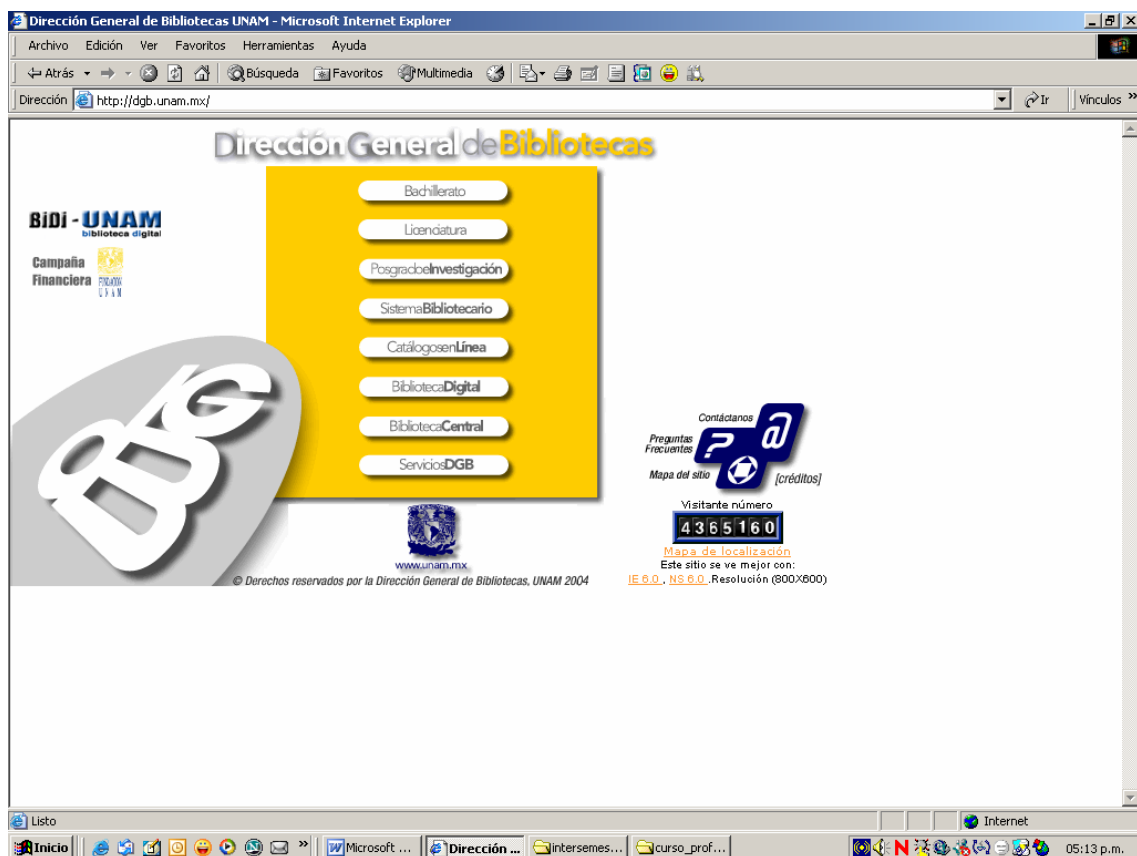 Dirección General de Bibliotecas UNAM - Microsoft Internet Explorer
Archivo Edición Ver Favoritos Herramientas Ayuda
Atrás Búsqueda Favoritos Multimedia
Dirección http://dgb.unam.mx/ Ir Vínculos »
Dirección General de Bibliotecas
Bachillerato
BiDi - UNAM
biblioteca digital
Licenciatura
Campaña
Financiera
FUNDACION
UNAM
PosgradoeInvestigación
SistemaBibliotecario
CatálogosenLínea
BibliotecaDigital
BibliotecaCentral
ServiciosDGB
DGB
Contáctanos @
Preguntas
Frecuentes ?
Mapa del sitio
[créditos]
Visitante número
4365160
Mapa de localización
Este sitio se ve mejor con:
IE 6.0 , NS 6.0 .Resolución (800X600)
www.unam.mx
© Derechos reservados por la Dirección General de Bibliotecas, UNAM 2004
Listo Internet
Inicio » Microsoft ... Dirección ... intersemes... curso_prof... N 05:13 p.m.